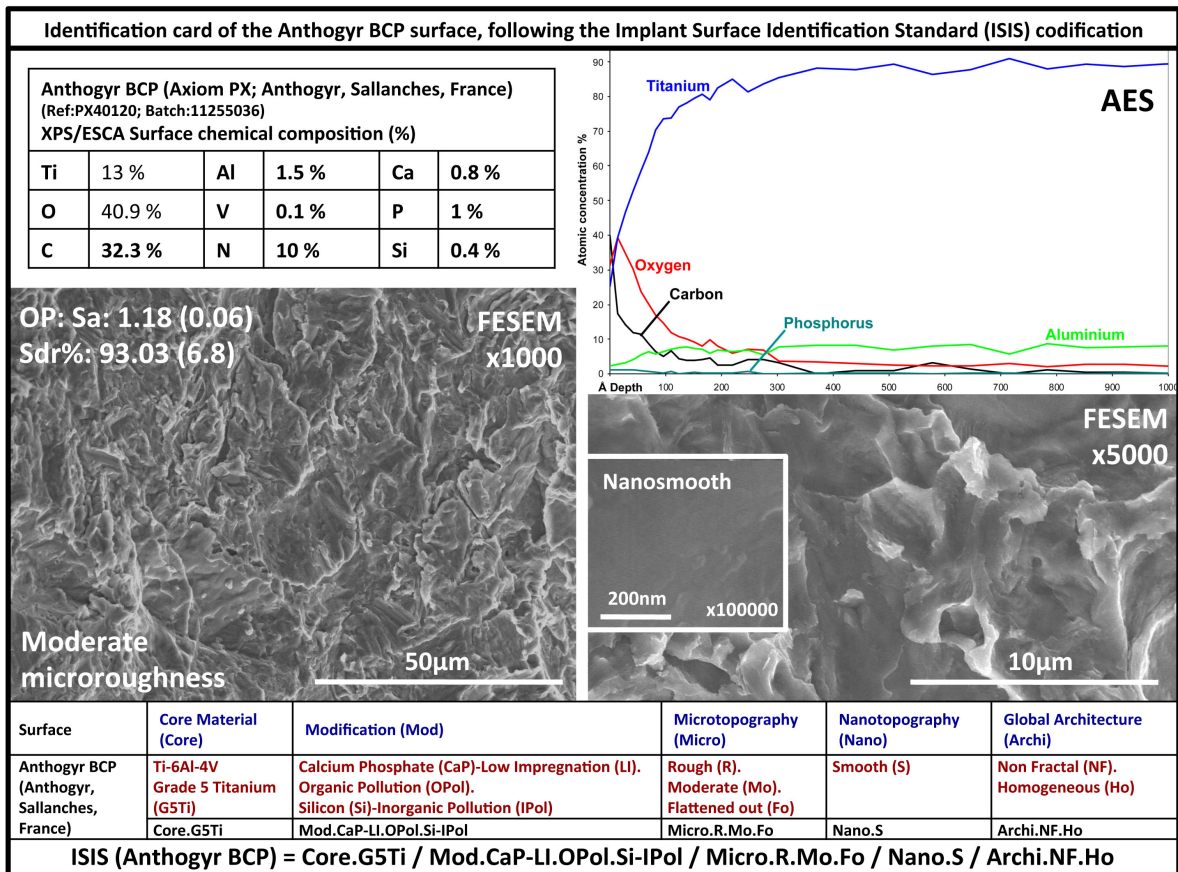 Identification card of the Anthogyr BCP surface, following the Implant Surface Identification Standard (ISIS) codification
Anthogyr BCP (Axiom PX; Anthogyr, Sallanches, France)
(Ref:PX40120; Batch:11255036)
XPS/ESCA Surface chemical composition (%)
Ti 13 % Al 1.5 % Ca 0.8 %
O 40.9 % V 0.1 % P 1 %
C 32.3 % N 10 % Si 0.4 %
AES
Atomic concentration %
90
80
70
60
50
40
30
20
10
0
Titanium
Oxygen
Carbon
Phosphorus
Aluminium
Å Depth 100 200 300 400 500 600 700 800 900 1000
OP: Sa: 1.18 (0.06)
Sdr%: 93.03 (6.8)
FESEM
x1000
Moderate
microroughness
50µm
FESEM
x5000
Nanosmooth
200nm
x100000
10µm
Surface
Core Material
(Core)
Modification (Mod)
Microtopography
(Micro)
Nanotopography
(Nano)
Global Architecture
(Archi)
Anthogyr BCP
(Anthogyr,
Sallanches,
France)
Ti-6Al-4V
Grade 5 Titanium
(G5Ti)
Calcium Phosphate (CaP)-Low Impregnation (LI).
Organic Pollution (OPol).
Silicon (Si)-Inorganic Pollution (IPol)
Rough (R).
Moderate (Mo).
Flattened out (Fo)
Smooth (S)
Non Fractal (NF).
Homogeneous (Ho)
Core.G5Ti
Mod.CaP-LI.OPol.Si-IPol
Micro.R.Mo.Fo
Nano.S
Archi.NF.Ho
ISIS (Anthogyr BCP) = Core.G5Ti / Mod.CaP-LI.OPol.Si-IPol / Micro.R.Mo.Fo / Nano.S / Archi.NF.Ho